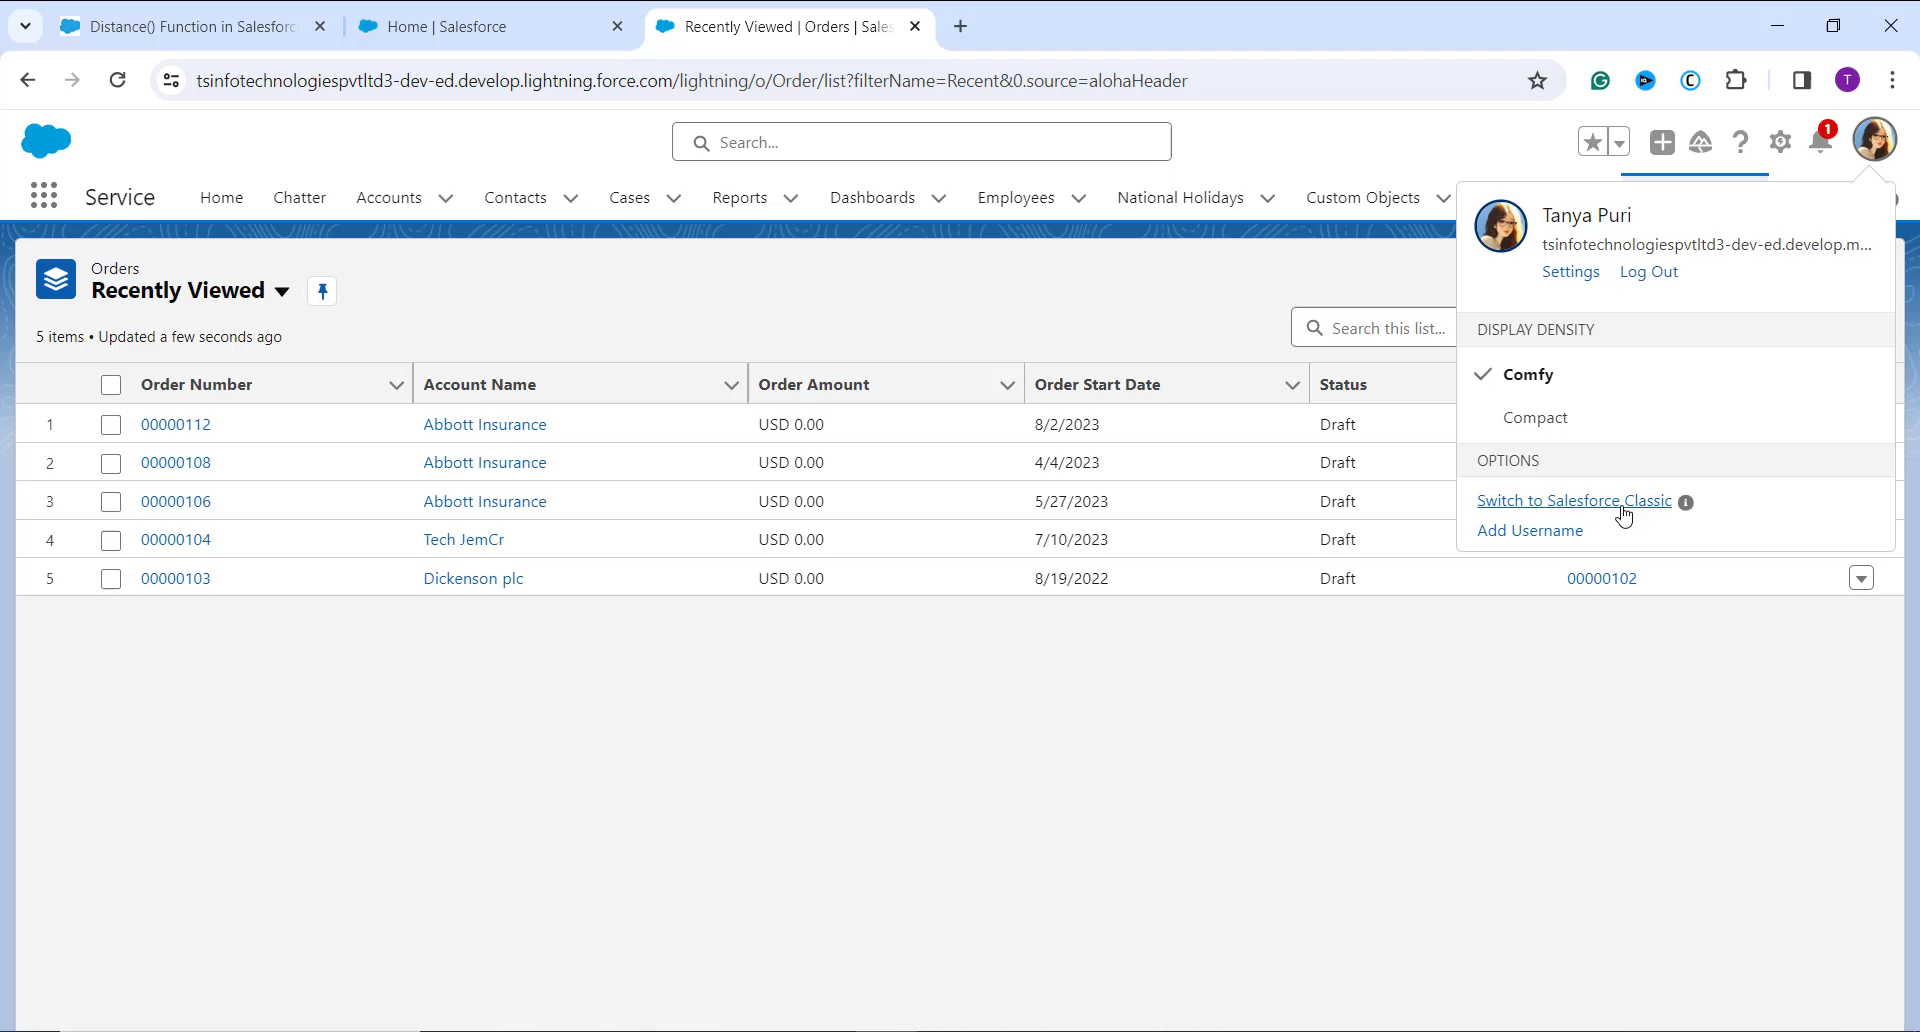 Distance() Function in Salesforc
Home | Salesforce
Recently Viewed | Orders | Sales
tsinfotechnologiespvtltd3-dev-ed.develop.lightning.force.com/lightning/o/Order/list?filterName=Recent&0.source=alohaHeader
T
Search...
1
Service Home Chatter Accounts Contacts Cases Reports Dashboards Employees National Holidays Custom Objects
Tanya Puri
tsinfotechnologiespvtltd3-dev-ed.develop.m...
Settings Log Out
Orders
Recently Viewed
5 items • Updated a few seconds ago
Search this list...
DISPLAY DENSITY
Comfy
Compact
OPTIONS
Switch to Salesforce Classic
Add Username
Order Number Account Name Order Amount Order Start Date Status
1 00000112 Abbott Insurance USD 0.00 8/2/2023 Draft
2 00000108 Abbott Insurance USD 0.00 4/4/2023 Draft
3 00000106 Abbott Insurance USD 0.00 5/27/2023 Draft
4 00000104 Tech JemCr USD 0.00 7/10/2023 Draft
5 00000103 Dickenson plc USD 0.00 8/19/2022 Draft 00000102